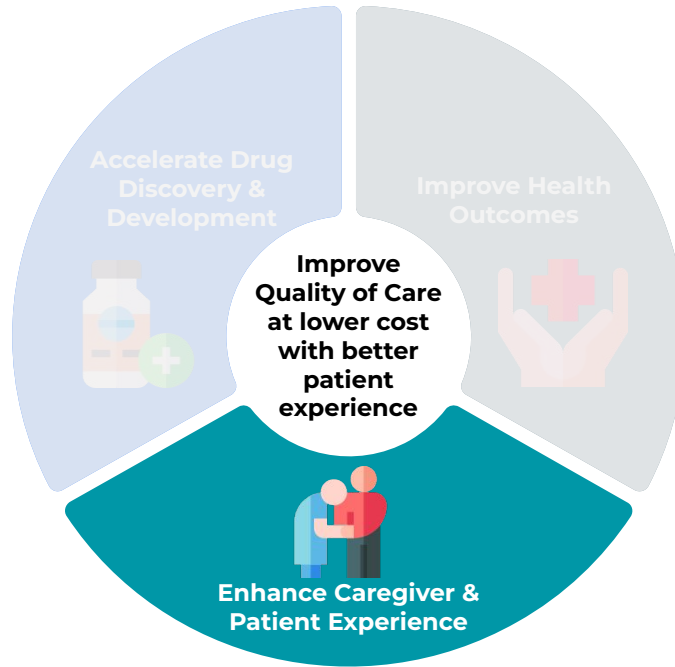 Accelerate Drug
Discovery &
Development
Improve Health
Outcomes
Improve
Quality of Care
at lower cost
with better
patient
experience
Enhance Caregiver &
Patient Experience